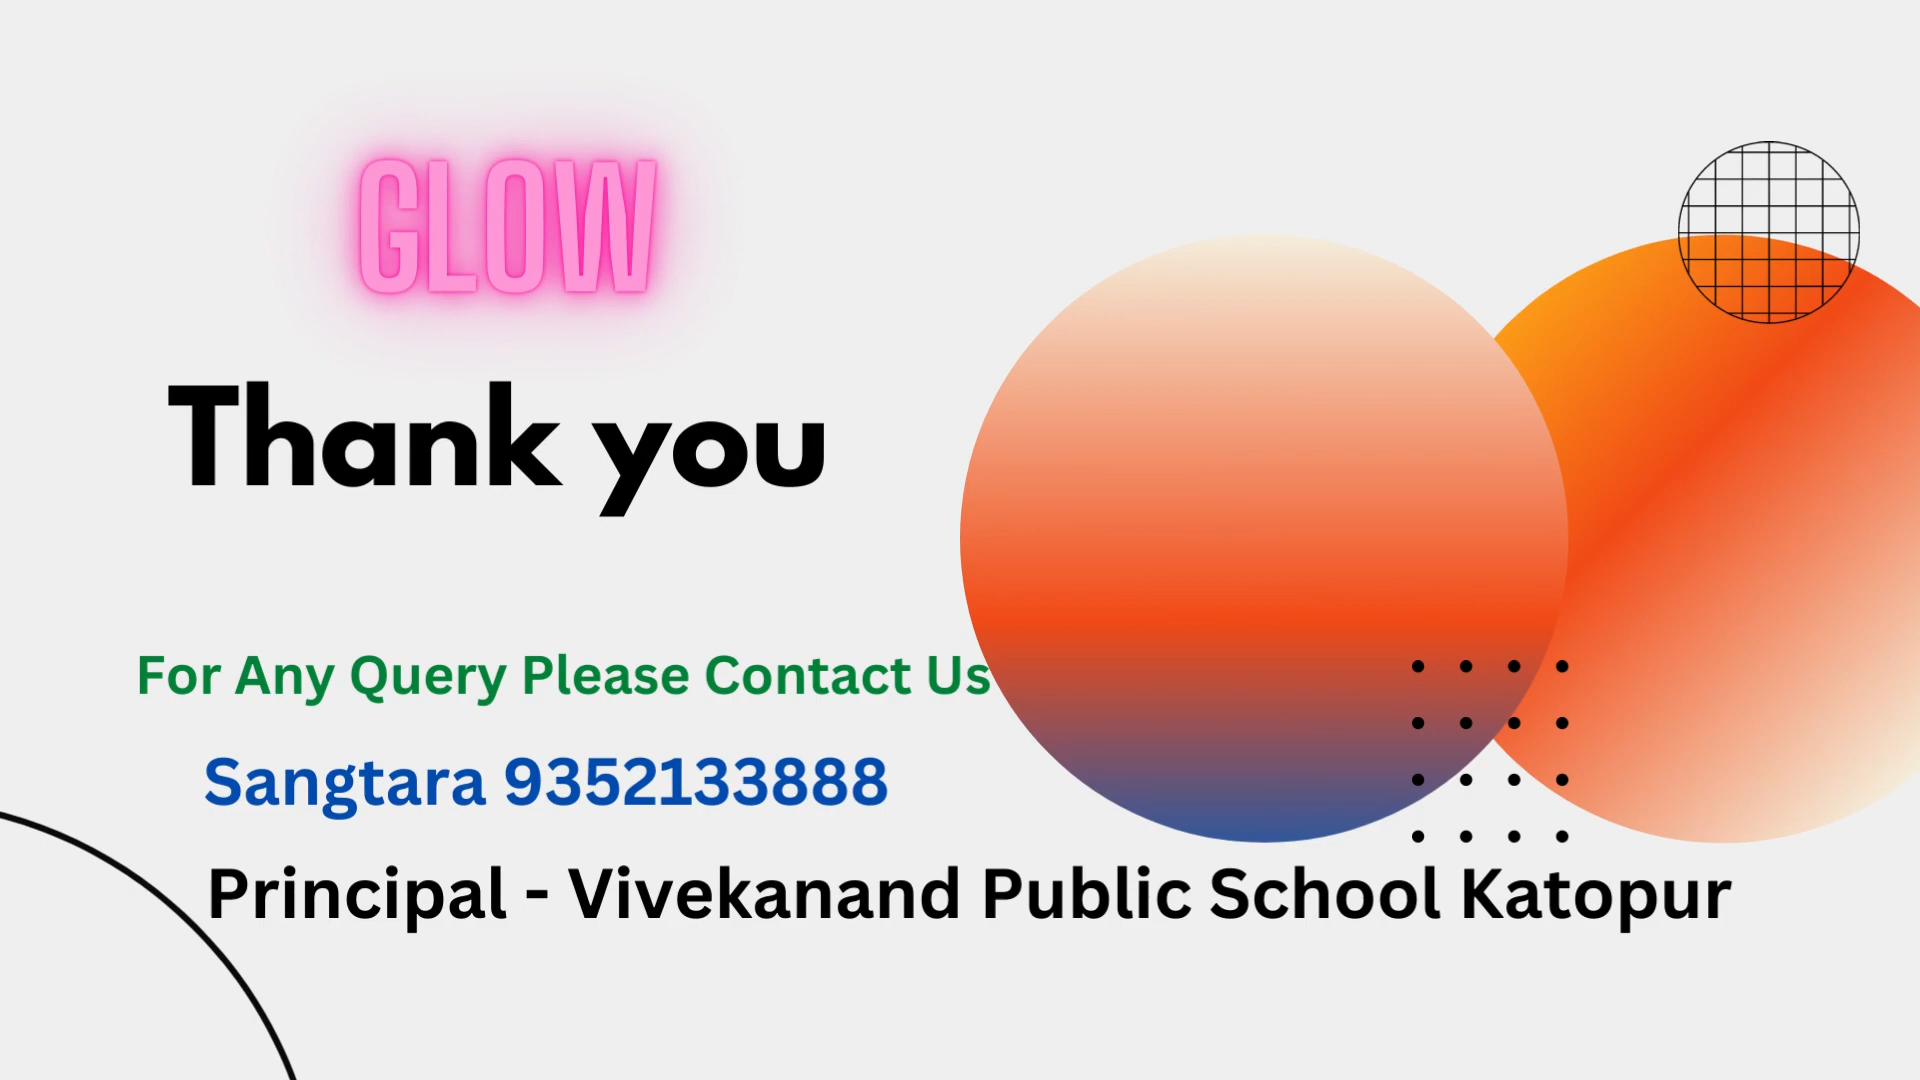 GLOW
Thank you
For Any Query Please Contact Us
Sangtara 9352133888
Principal - Vivekanand Public School Katopur